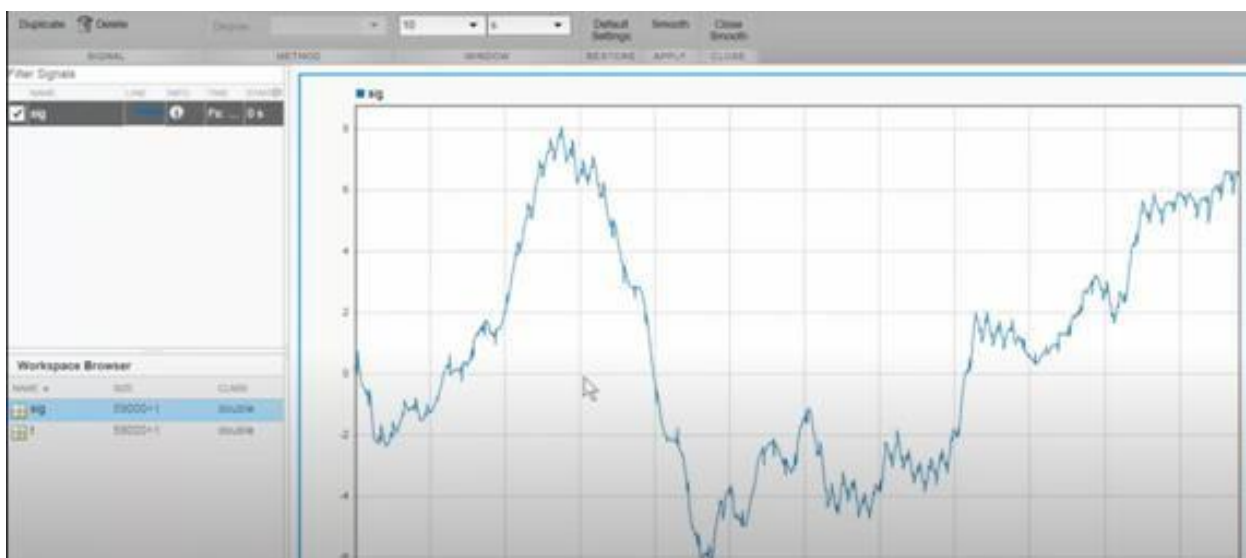 Duplicate Delete 10 s Default Settings Smooth Close Smooth
SIGNAL METHOD WINDOW RESTORE APPLY CLOSE
Filter Signals
NAME LINE INFO TIME
sig 0 s
sig
8
6
4
2
0
-2
-4
Workspace Browser
NAME SIZE CLASS
sig double
t double